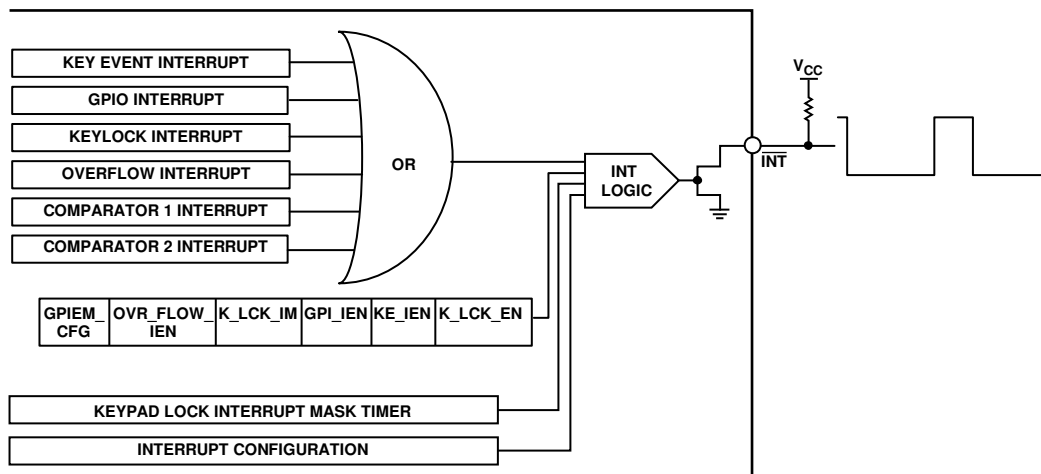 KEY EVENT INTERRUPT
GPIO INTERRUPT
KEYLOCK INTERRUPT
OVERFLOW INTERRUPT
COMPARATOR 1 INTERRUPT
COMPARATOR 2 INTERRUPT
OR
INT
LOGIC
VCC
INT
GPIEM_
CFG
OVR_FLOW_
IEN
K_LCK_IM
GPI_IEN
KE_IEN
K_LCK_EN
KEYPAD LOCK INTERRUPT MASK TIMER
INTERRUPT CONFIGURATION